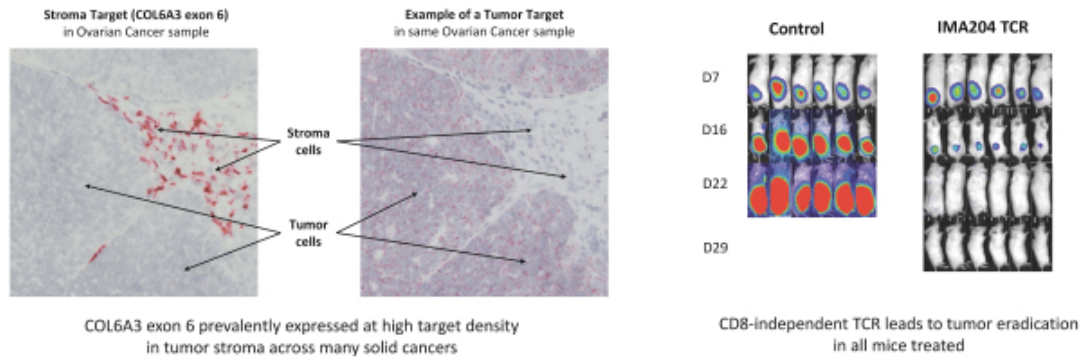 Stroma Target (COL6A3 exon 6)
in Ovarian Cancer sample
Example of a Tumor Target
in same Ovarian Cancer sample
Stroma
cells
Tumor
cells
COL6A3 exon 6 prevalently expressed at high target density
in tumor stroma across many solid cancers
Control
IMA204 TCR
D7
D16
D22
D29
CD8-independent TCR leads to tumor eradication
in all mice treated